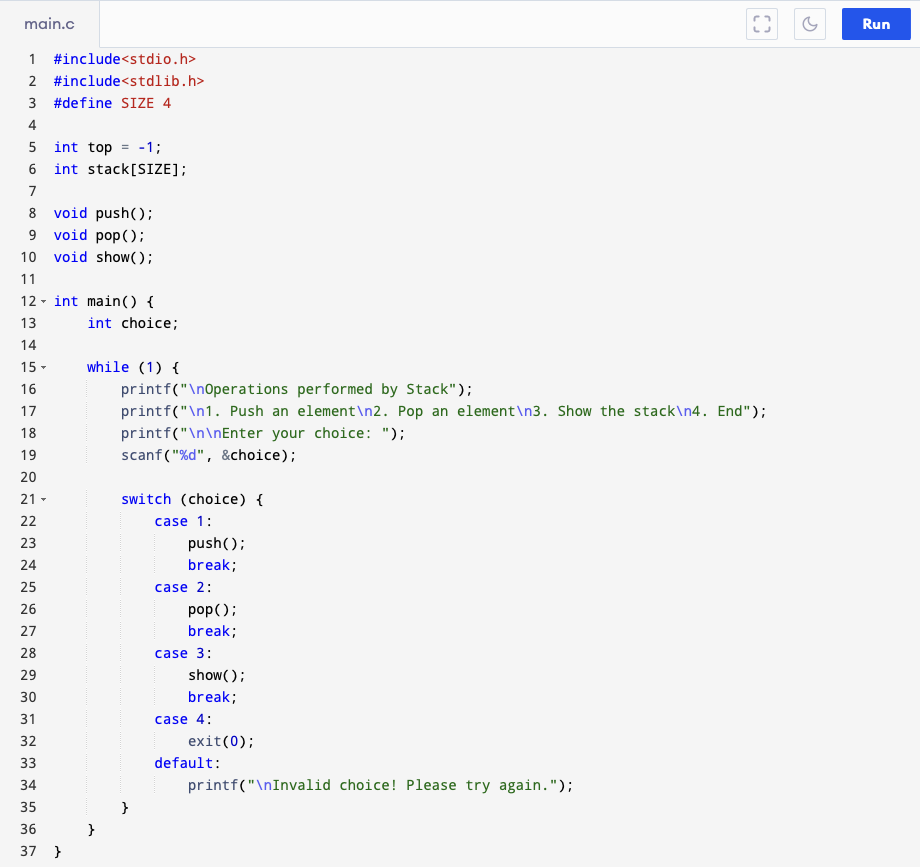 main.c
Run
1 #include<stdio.h>
2 #include<stdlib.h>
3 #define SIZE 4
4
5 int top = -1;
6 int stack[SIZE];
7
8 void push();
9 void pop();
10 void show();
11
12 int main() {
13     int choice;
14
15     while (1) {
16         printf("\nOperations performed by Stack");
17         printf("\n1. Push an element\n2. Pop an element\n3. Show the stack\n4. End");
18         printf("\n\nEnter your choice: ");
19         scanf("%d", &choice);
20
21         switch (choice) {
22             case 1:
23                 push();
24                 break;
25             case 2:
26                 pop();
27                 break;
28             case 3:
29                 show();
30                 break;
31             case 4:
32                 exit(0);
33             default:
34                 printf("\nInvalid choice! Please try again.");
35         }
36     }
37 }